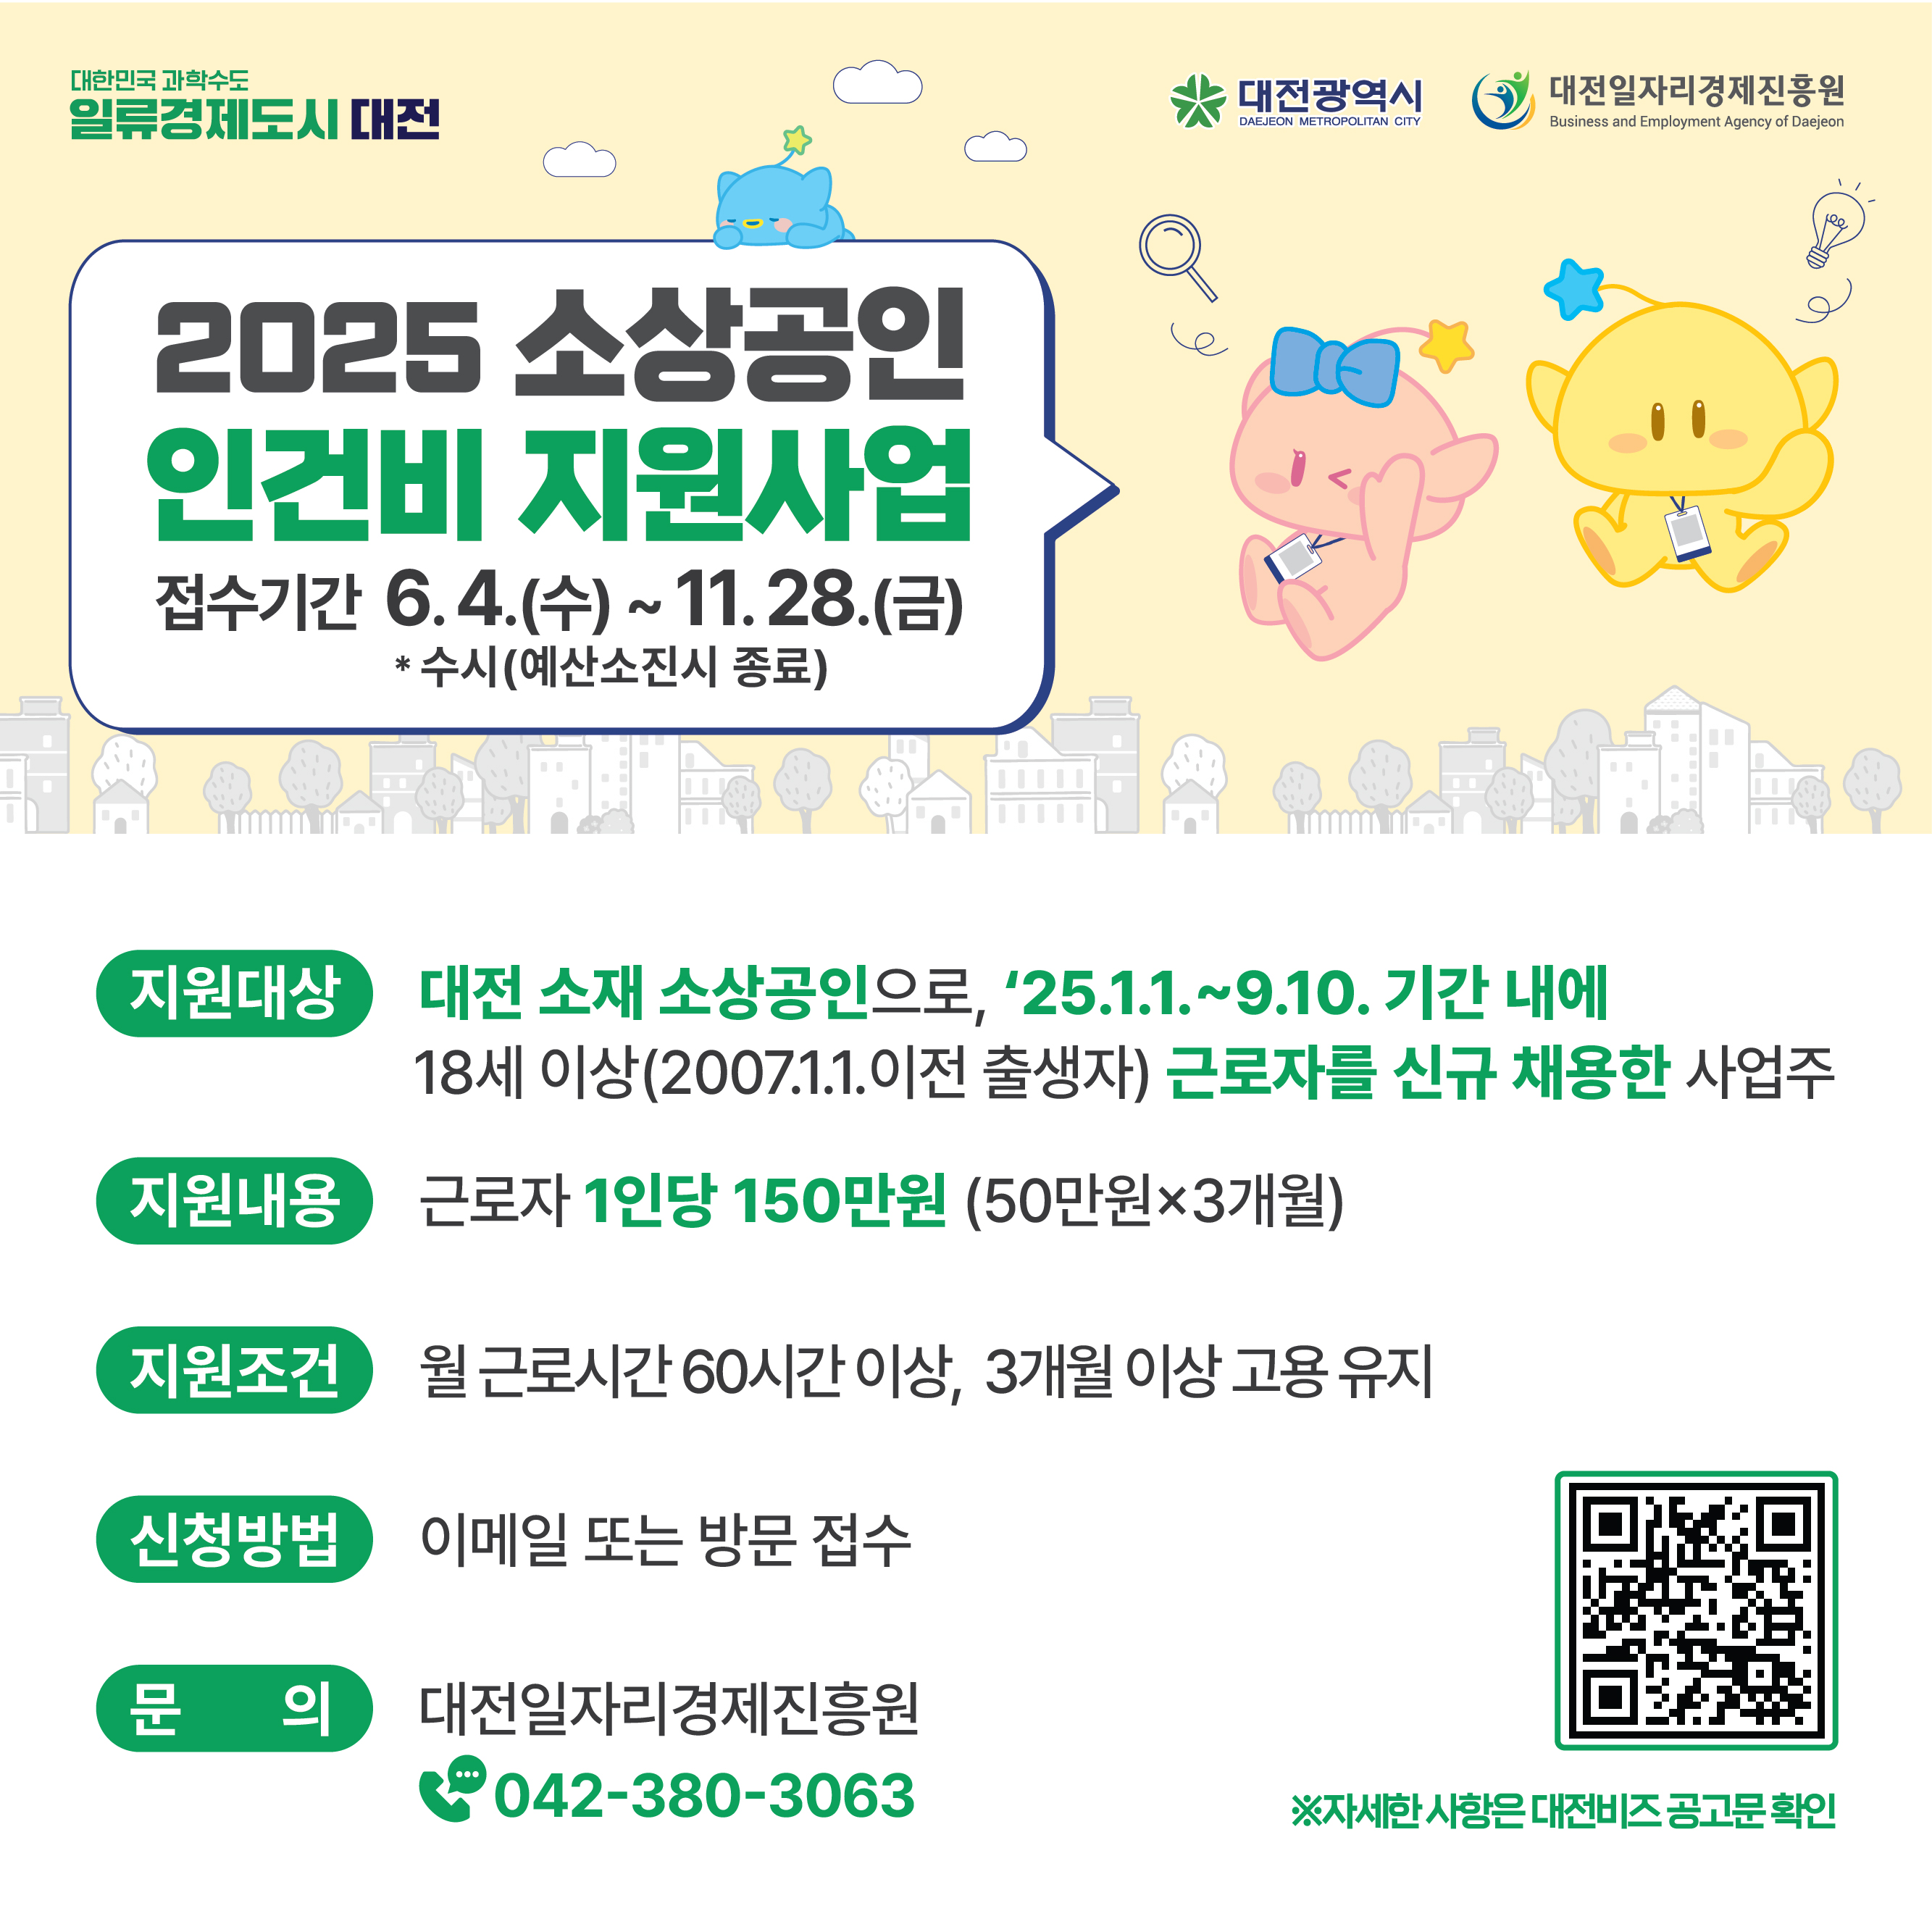 대한민국 과학수도
일류경제도시 대전
대전광역시
DAEJEON METROPOLITAN CITY
대전일자리경제진흥원
Business and Employment Agency of Daejeon
2025 소상공인
인건비 지원사업
접수기간 6. 4.(수) ~ 11. 28.(금)
* 수시(예산소진시 종료)
지원대상 대전 소재 소상공인으로, ‘25.1.1.~9.10. 기간 내에
18세 이상(2007.1.1.이전 출생자) 근로자를 신규 채용한 사업주
지원내용 근로자 1인당 150만원 (50만원×3개월)
지원조건 월 근로시간 60시간 이상, 3개월 이상 고용 유지
신청방법 이메일 또는 방문 접수
문 의 대전일자리경제진흥원
042-380-3063
※자세한 사항은 대전비즈 공고문 확인